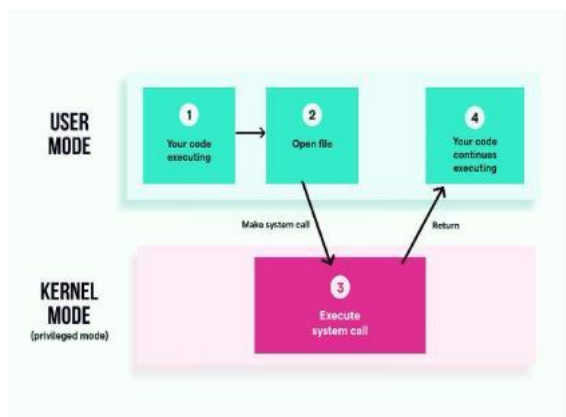 USER
MODE
1
Your code
executing
2
Open file
4
Your code
continues
executing
Make system call
Return
KERNEL
MODE
(privileged mode)
3
Execute
system call